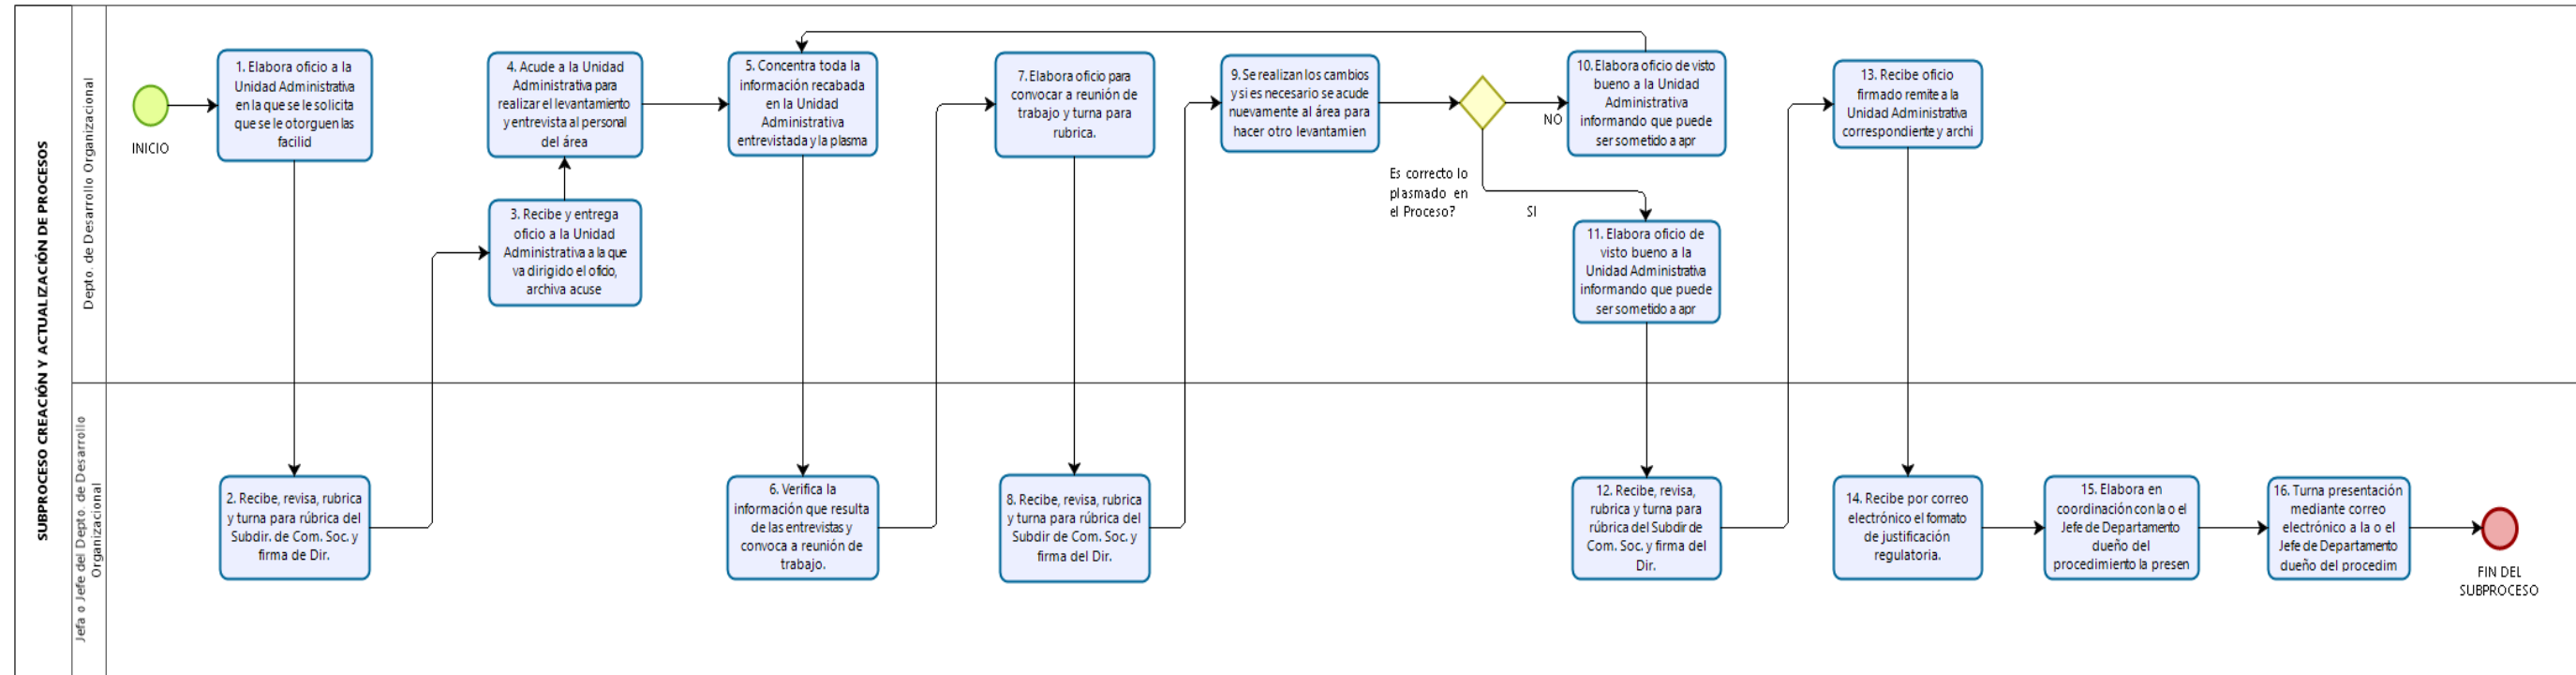 SUBPROCESO CREACIÓN Y ACTUALIZACIÓN DE PROCESOS
Depto. de Desarrollo Organizacional
INICIO
1. Elabora oficio a la
Unidad Administrativa
en la que se le solicita
que se le otorguen las
facilid
4. Acude a la Unidad
Administrativa para
realizar el levantamiento
y entrevista al personal
del área
3. Recibe y entrega
oficio a la Unidad
Administrativa a la que
va dirigido el oficio,
archiva acuse
5. Concentra toda la
información recabada
en la Unidad
Administrativa
entrevistada y la plasma
7. Elabora oficio para
convocar a reunión de
trabajo y turna para
rubrica.
9. Se realizan los cambios
y si es necesario se acude
nuevamente al área para
hacer otro levantamien
Es correcto lo
plasmado en
el Proceso?
NO
SI
10. Elabora oficio de visto
bueno a la Unidad
Administrativa
informando que puede
ser sometido a apr
11. Elabora oficio de
visto bueno a la
Unidad Administrativa
informando que puede
ser sometido a apr
13. Recibe oficio
firmado remite a la
Unidad Administrativa
correspondiente y archi
Jefa o Jefe del Depto. de Desarrollo
Organizacional
2. Recibe, revisa, rubrica
y turna para rúbrica del
Subdir. de Com. Soc. y
firma de Dir.
6. Verifica la
información que resulta
de las entrevistas y
convoca a reunión de
trabajo.
8. Recibe, revisa, rubrica
y turna para rúbrica del
Subdir de Com. Soc. y
firma del Dir.
12. Recibe, revisa,
rubrica y turna para
rúbrica del Subdir de
Com. Soc. y firma del
Dir.
14. Recibe por correo
electrónico el formato
de justificación
regulatoria.
15. Elabora en
coordinación con la o el
Jefe de Departamento
dueño del
procedimiento la presen
16. Turna presentación
mediante correo
electrónico a la o el
Jefe de Departamento
dueño del procedim
FIN DEL
SUBPROCESO